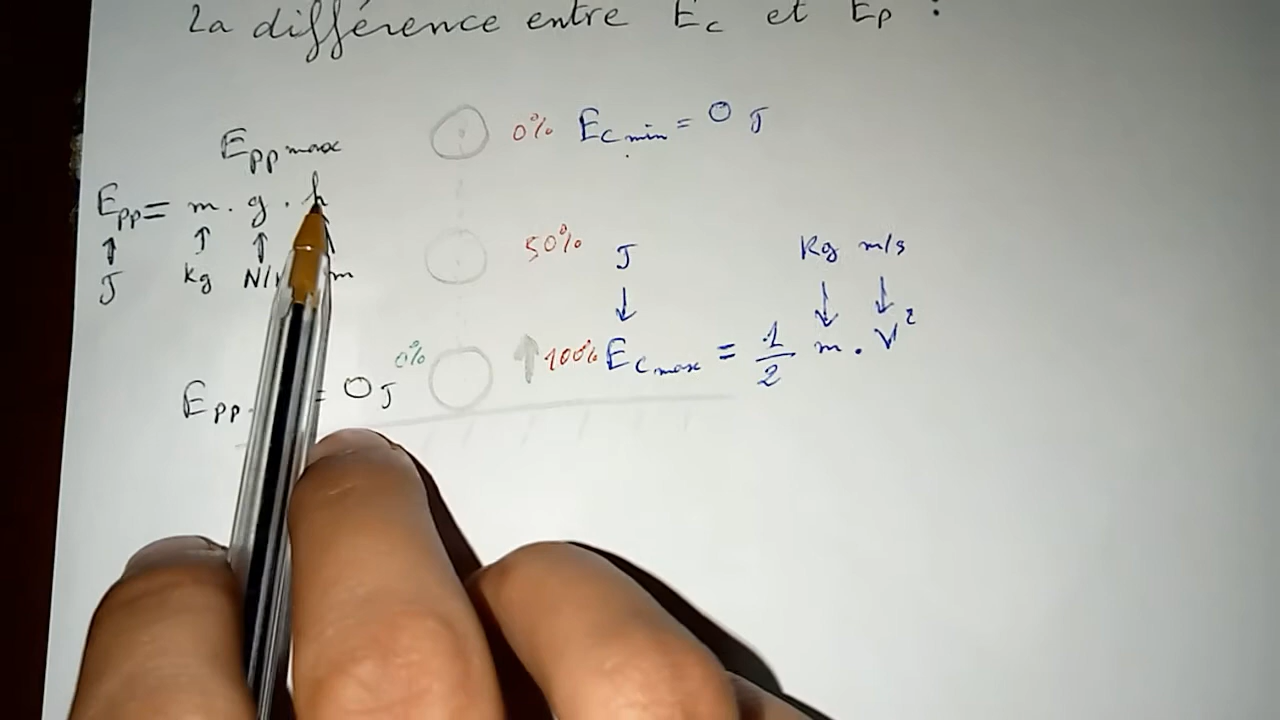 La différence entre Ec et Ep :
Epp max
0% Ec min = 0 J
Epp = m . g . h
J kg N/ m
50%
J Kg m/s
0%
100% Ec max = 1/2 m . V²
Epp = 0 J